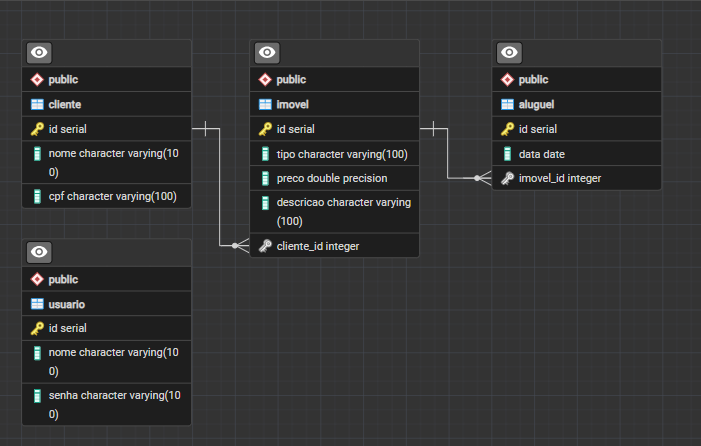 public
cliente
id serial
nome character varying(10
0)
cpf character varying(100)
public
imovel
id serial
tipo character varying(100)
preco double precision
descricao character varying
(100)
cliente_id integer
public
aluguel
id serial
data date
imovel_id integer
public
usuario
id serial
nome character varying(10
0)
senha character varying(10
0)